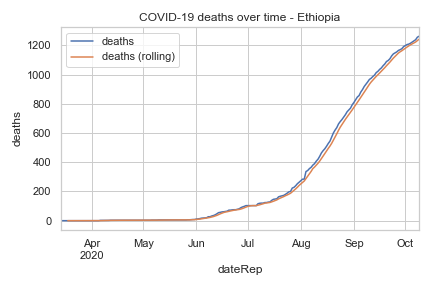 COVID-19 deaths over time - Ethiopia
deaths
deaths (rolling)
1200
1000
800
600
400
200
0
deaths
Apr May Jun Jul Aug Sep Oct
2020
dateRep